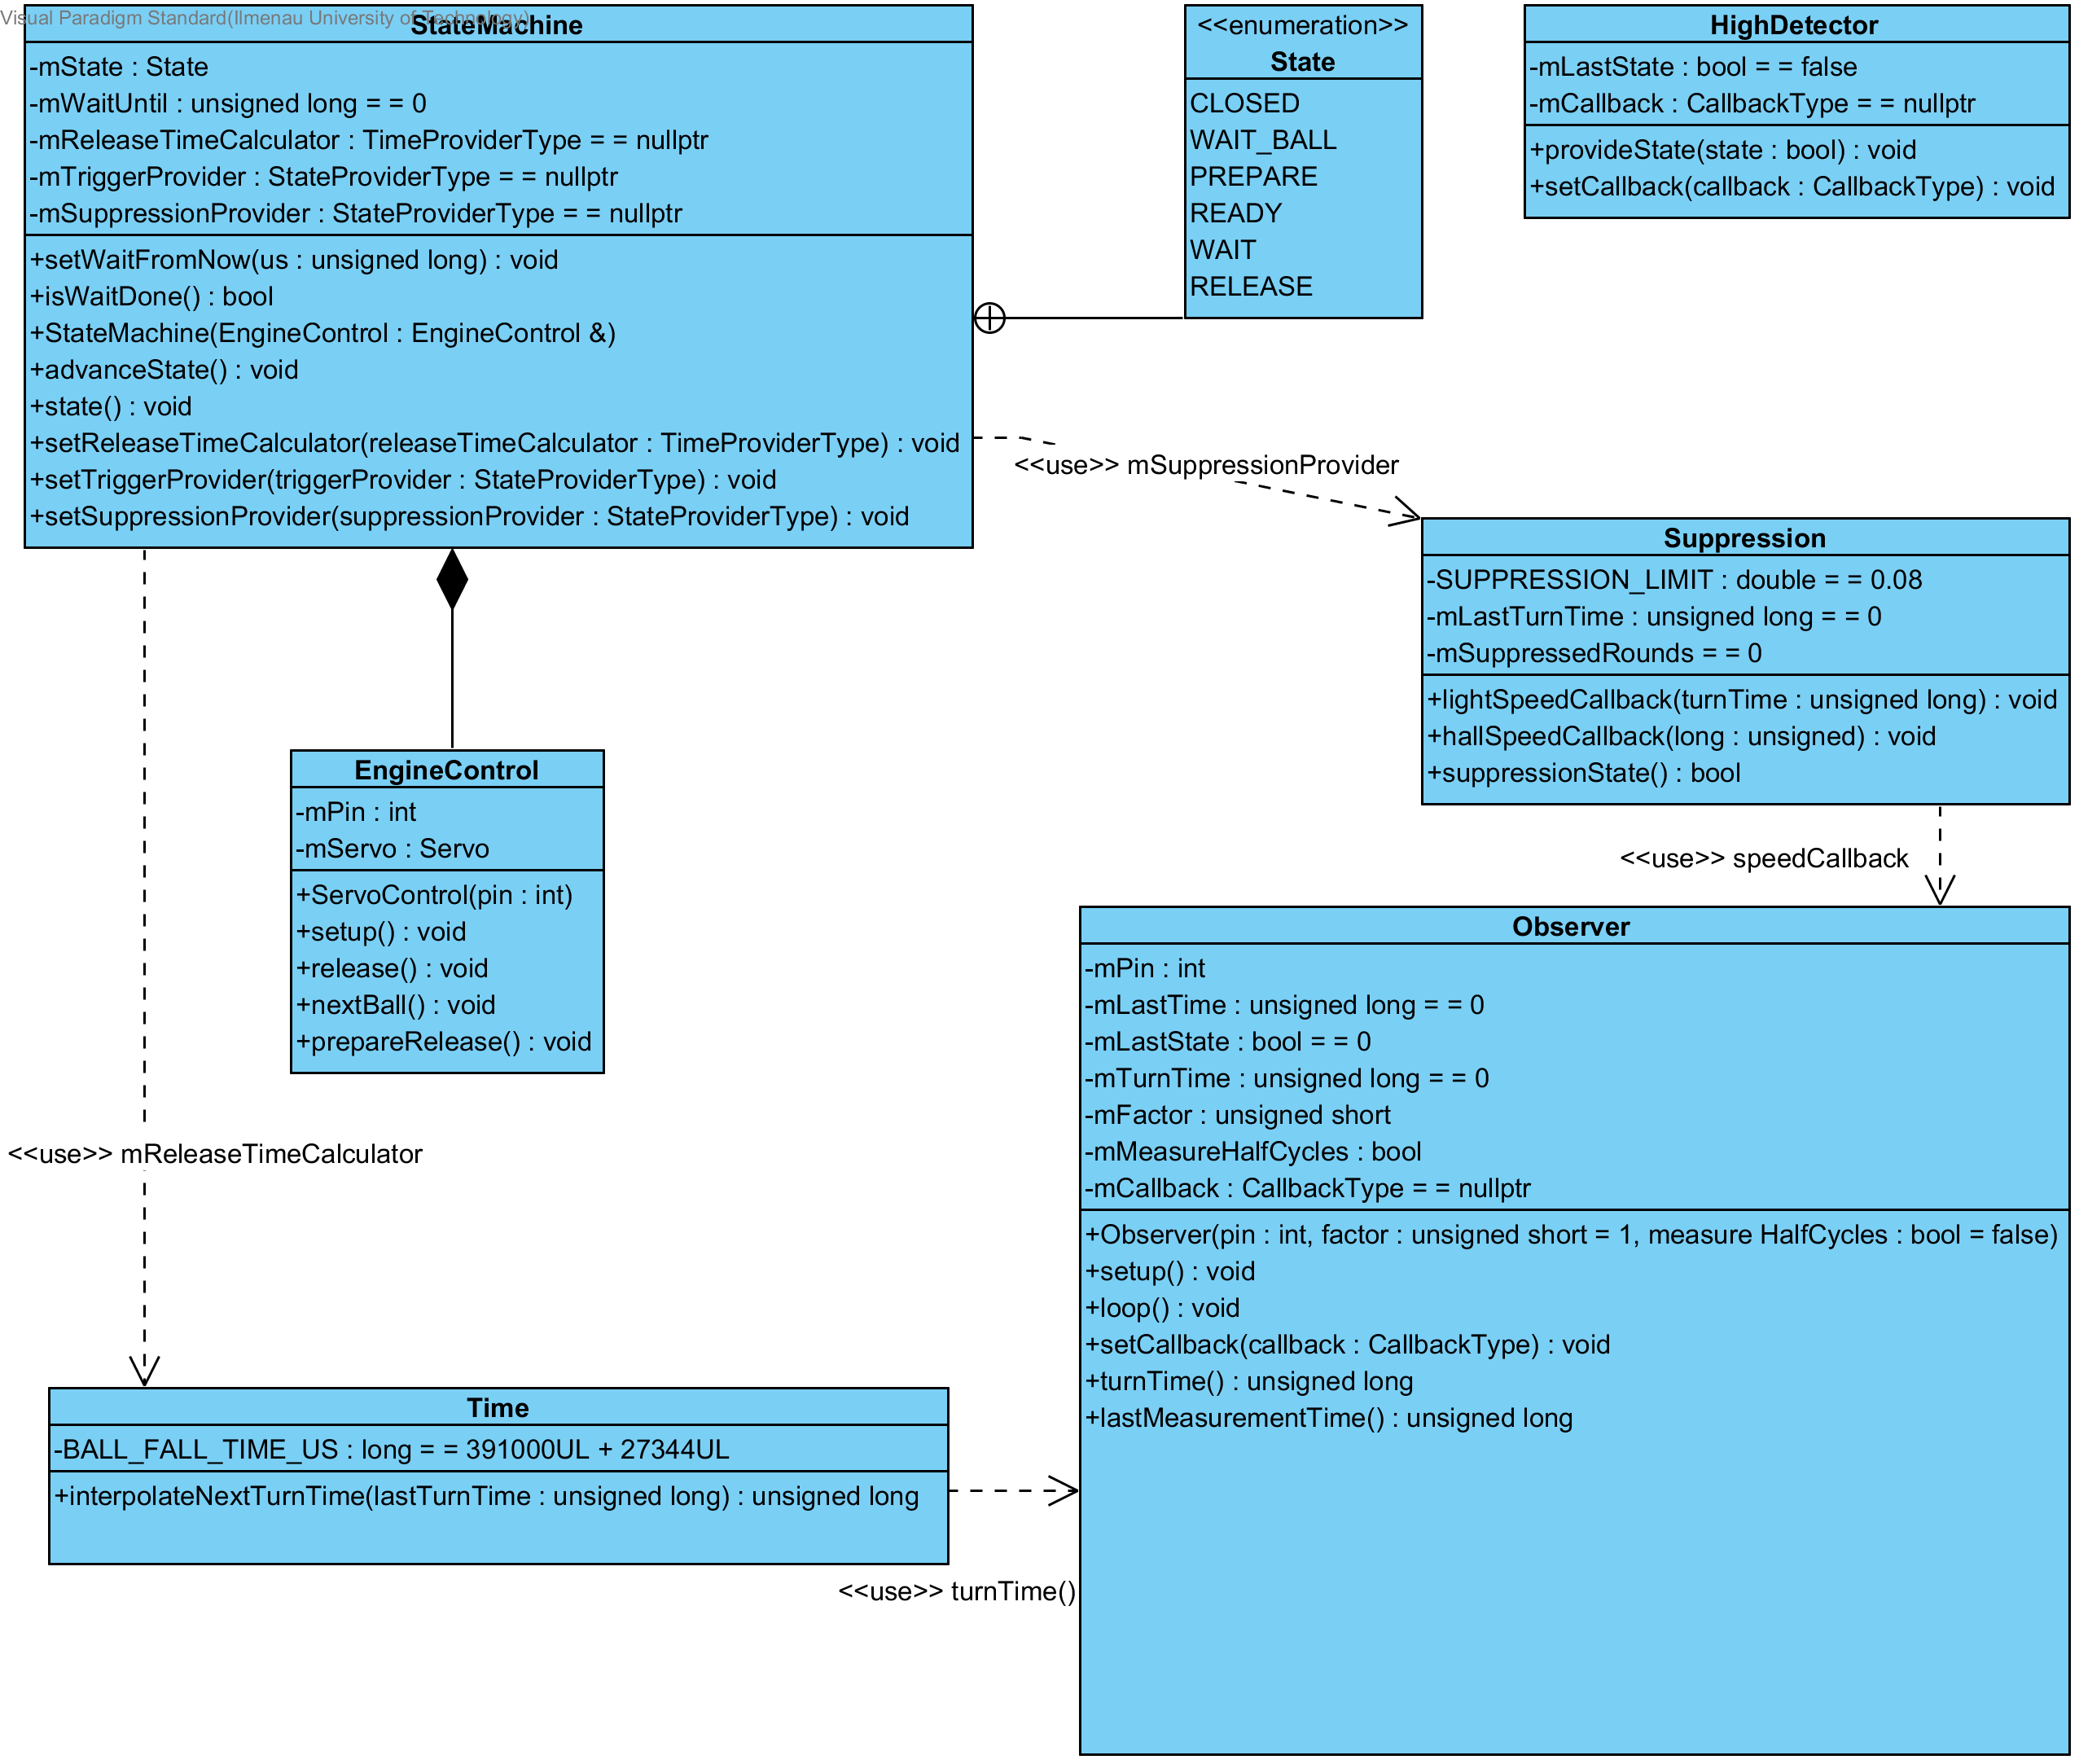 Visual Paradigm Standard(Ilmenau University of Technology)
StateMachine
-mState : State
-mWaitUntil : unsigned long = = 0
-mReleaseTimeCalculator : TimeProviderType = = nullptr
-mTriggerProvider : StateProviderType = = nullptr
-mSuppressionProvider : StateProviderType = = nullptr
+setWaitFromNow(us : unsigned long) : void
+isWaitDone() : bool
+StateMachine(EngineControl : EngineControl &)
+advanceState() : void
+state() : void
+setReleaseTimeCalculator(releaseTimeCalculator : TimeProviderType) : void
+setTriggerProvider(triggerProvider : StateProviderType) : void
+setSuppressionProvider(suppressionProvider : StateProviderType) : void
<<enumeration>>
State
CLOSED
WAIT_BALL
PREPARE
READY
WAIT
RELEASE
HighDetector
-mLastState : bool = = false
-mCallback : CallbackType = = nullptr
+provideState(state : bool) : void
+setCallback(callback : CallbackType) : void
<<use>> mSuppressionProvider
Suppression
-SUPPRESSION_LIMIT : double = = 0.08
-mLastTurnTime : unsigned long = = 0
-mSuppressedRounds = = 0
+lightSpeedCallback(turnTime : unsigned long) : void
+hallSpeedCallback(long : unsigned) : void
+suppressionState() : bool
<<use>> speedCallback
EngineControl
-mPin : int
-mServo : Servo
+ServoControl(pin : int)
+setup() : void
+release() : void
+nextBall() : void
+prepareRelease() : void
<<use>> mReleaseTimeCalculator
Observer
-mPin : int
-mLastTime : unsigned long = = 0
-mLastState : bool = = 0
-mTurnTime : unsigned long = = 0
-mFactor : unsigned short
-mMeasureHalfCycles : bool
-mCallback : CallbackType = = nullptr
+Observer(pin : int, factor : unsigned short = 1, measure HalfCycles : bool = false)
+setup() : void
+loop() : void
+setCallback(callback : CallbackType) : void
+turnTime() : unsigned long
+lastMeasurementTime() : unsigned long
Time
-BALL_FALL_TIME_US : long = = 391000UL + 27344UL
+interpolateNextTurnTime(lastTurnTime : unsigned long) : unsigned long
<<use>> turnTime()